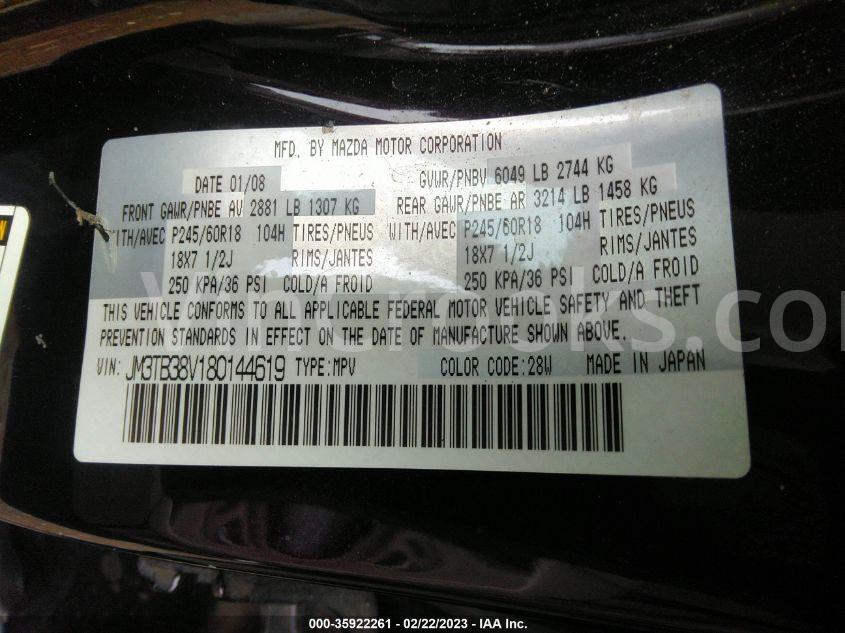 MFD. BY MAZDA MOTOR CORPORATION
DATE 01/08 GVWR/PNBV 6049 LB 2744 KG
FRONT GAWR/PNBE AV 2881 LB 1307 KG REAR GAWR/PNBE AR 3214 LB 1458 KG
WITH/AVEC P245/60R18 104H TIRES/PNEUS WITH/AVEC P245/60R18 104H TIRES/PNEUS
18X7 1/2J RIMS/JANTES 18X7 1/2J RIMS/JANTES
250 KPA/36 PSI COLD/A FROID 250 KPA/36 PSI COLD/A FROID
THIS VEHICLE CONFORMS TO ALL APPLICABLE FEDERAL MOTOR VEHICLE SAFETY AND THEFT
PREVENTION STANDARDS IN EFFECT ON THE DATE OF MANUFACTURE SHOWN ABOVE.
VIN: JM3TB38V180144619 TYPE:MPV COLOR CODE:28W MADE IN JAPAN
000-35922261 - 02/22/2023 - IAA Inc.